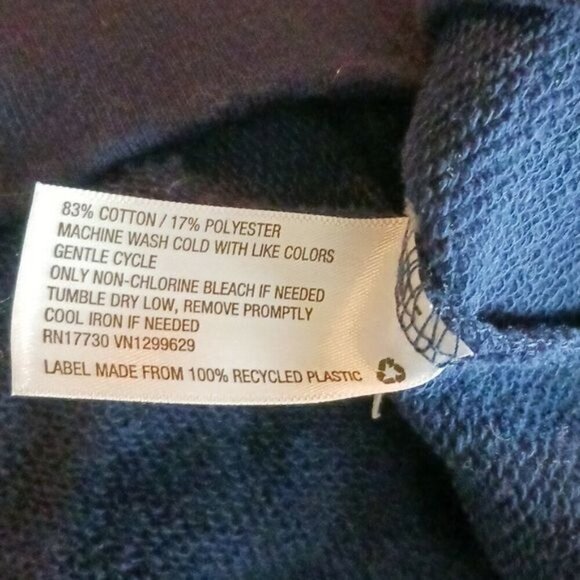 83% COTTON / 17% POLYESTER
MACHINE WASH COLD WITH LIKE COLORS
GENTLE CYCLE
ONLY NON-CHLORINE BLEACH IF NEEDED
TUMBLE DRY LOW, REMOVE PROMPTLY
COOL IRON IF NEEDED
RN17730 VN1299629
LABEL MADE FROM 100% RECYCLED PLASTIC